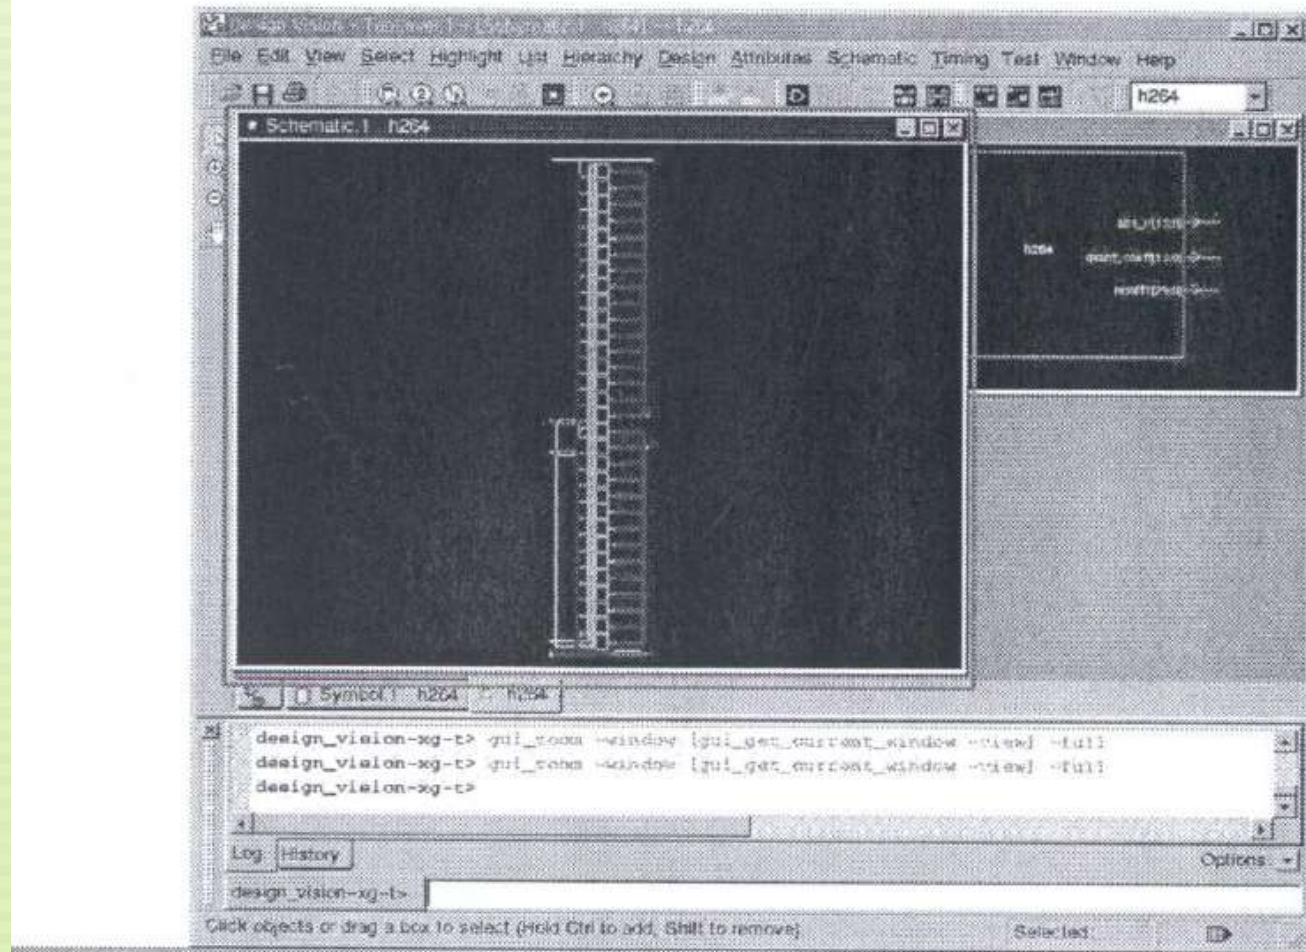 Design Vision
File Edit View Select Highlight List Hierarchy Design Attributes Schematic Timing Test Window Help
h264
Schematic.1 h264
h264
Symbol.1 h264
h264
design_vision-xg-t> gui_zoom -window [gui_get_current_window -view] -full
design_vision-xg-t> gui_zoom -window [gui_get_current_window -view] -full
design_vision-xg-t>
Log History
Options
design_vision-xg-t>
Click objects or drag a box to select (Hold Ctrl to add, Shift to remove)
Selected: